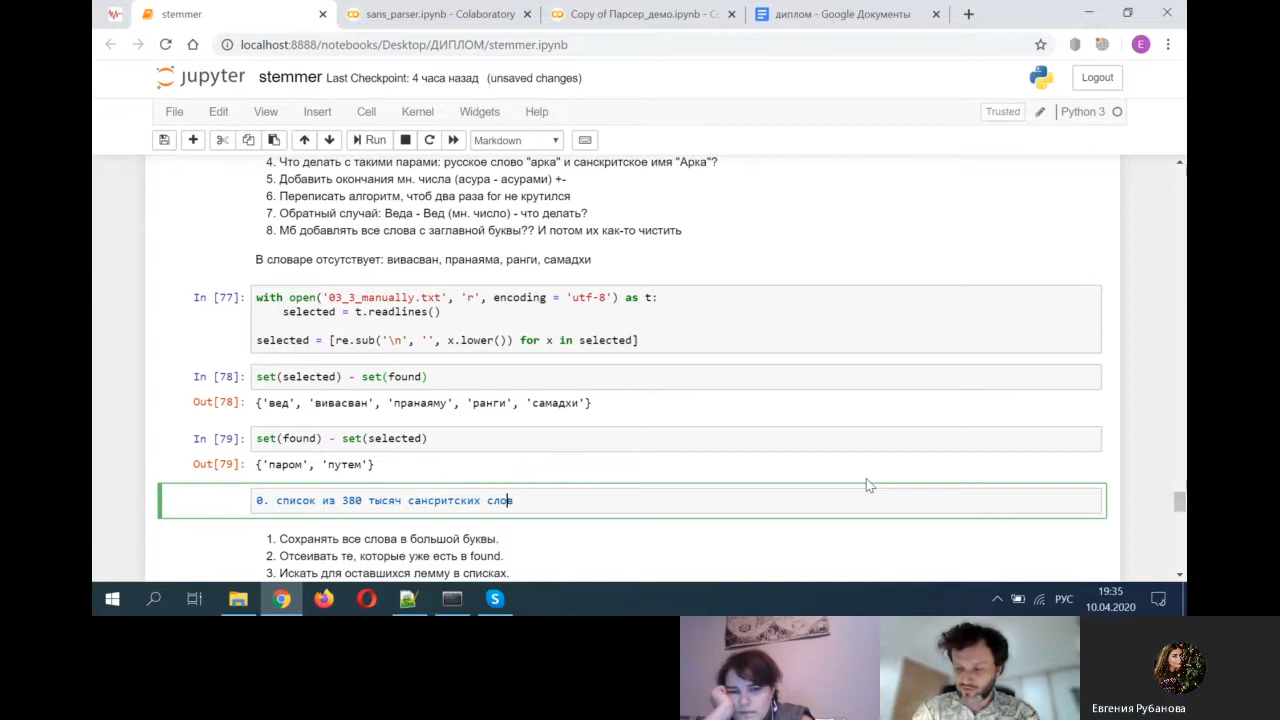 stemmer
sans_parser.ipynb - Colaboratory
Copy of Парсер_демо.ipynb - Co
диплом - Google Документы
localhost:8888/notebooks/Desktop/ДИПЛОМ/stemmer.ipynb
E
jupyter stemmer Last Checkpoint: 4 часа назад (unsaved changes)
Logout
File Edit View Insert Cell Kernel Widgets Help
Trusted Python 3
Run Markdown
4. Что делать с такими парами: русское слово "арка" и санскритское имя "Арка"?
5. Добавить окончания мн. числа (асура - асурами) +-
6. Переписать алгоритм, чтоб два раза for не крутился
7. Обратный случай: Веда - Вед (мн. число) - что делать?
8. Мб добавлять все слова с заглавной буквы?? И потом их как-то чистить
В словаре отсутствует: вивасван, пранаяма, ранги, самадхи
In [77]: with open('03_3_manually.txt', 'r', encoding = 'utf-8') as t:
selected = t.readlines()
selected = [re.sub('\n', '', x.lower()) for x in selected]
In [78]: set(selected) - set(found)
Out[78]: {'вед', 'вивасван', 'пранаяму', 'ранги', 'самадхи'}
In [79]: set(found) - set(selected)
Out[79]: {'паром', 'путем'}
0. список из 380 тысяч сансритских слов
1. Сохранять все слова в большой буквы.
2. Отсеивать те, которые уже есть в found.
3. Искать для оставшихся лемму в списках.
РУС
19:35
10.04.2020
Евгения Рубанова